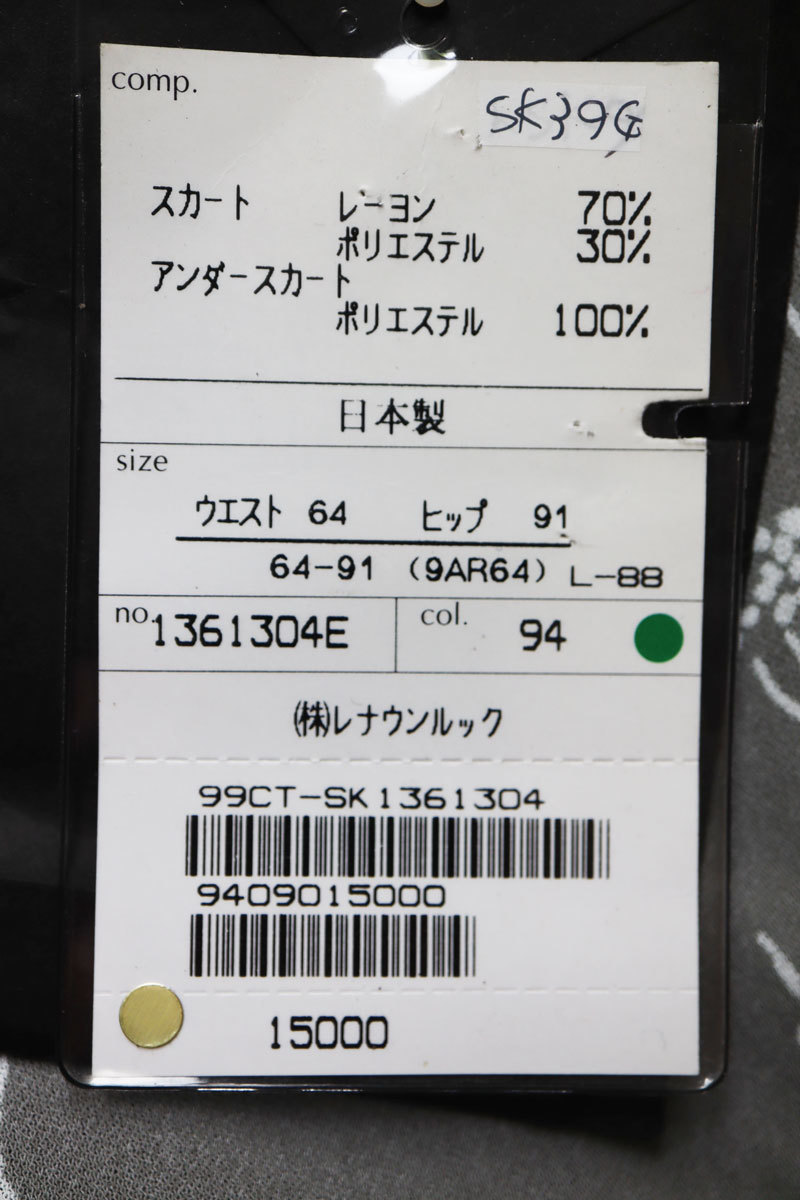 comp.
SK39G
スカート レーヨン 70%
ポリエステル 30%
アンダースカート
ポリエステル 100%
日本製
size
ウエスト 64 ヒップ 91
64-91 (9AR64) L-88
no. 1361304E col. 94
㈱レナウンルック
99CT-SK1361304
9409015000
15000